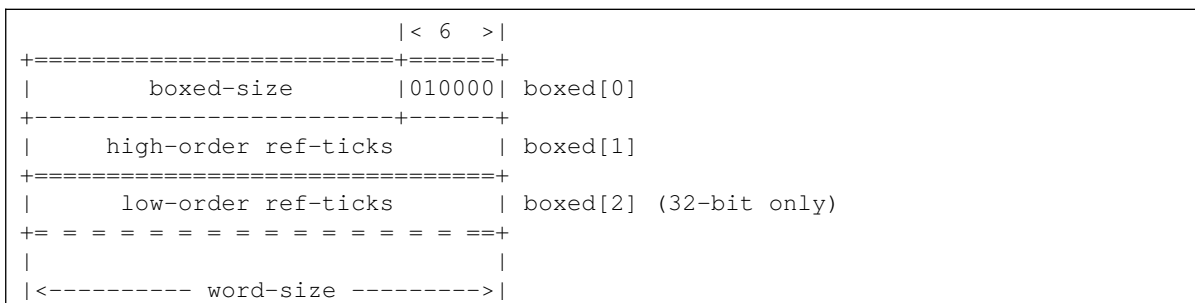 |< 6  >|
+=========================+======+
|        boxed-size       |010000| boxed[0]
+-------------------------+------+
|     high-order ref-ticks       | boxed[1]
+================================+
|      low-order ref-ticks       | boxed[2] (32-bit only)
+= = = = = = = = = = = = = = = ==+
|                                |
|<---------- word-size --------->|